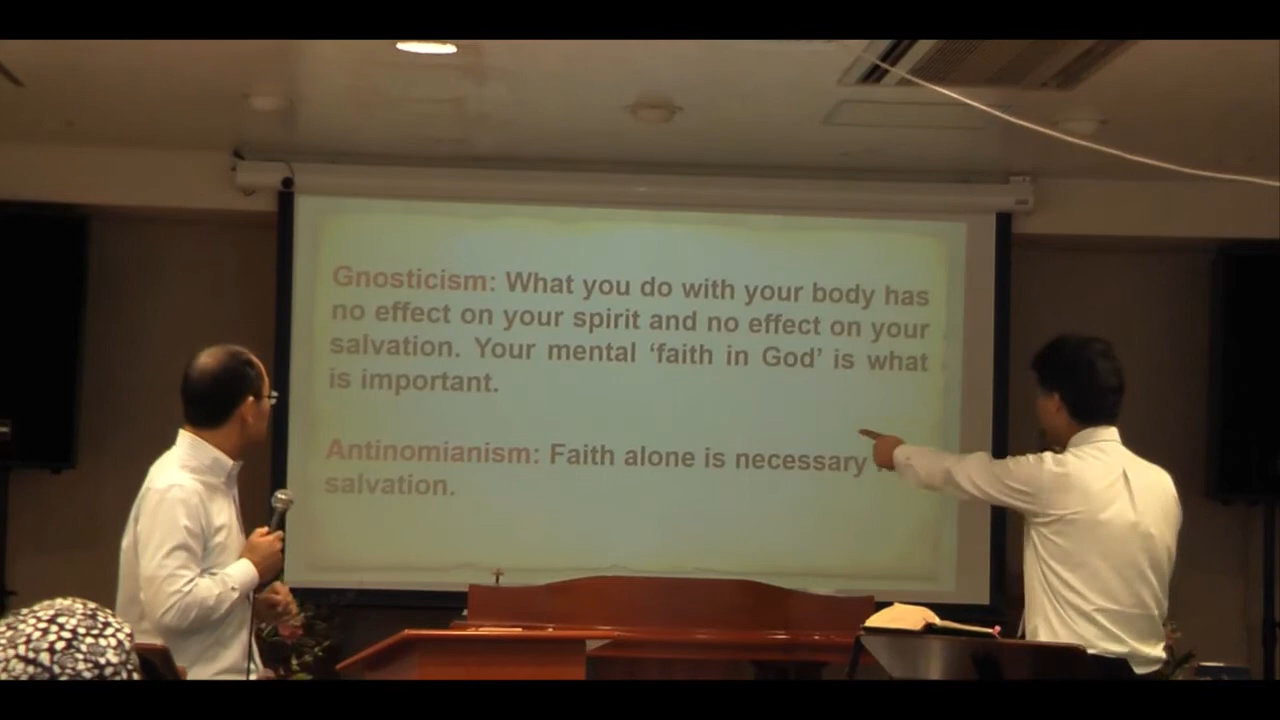 Gnosticism: What you do with your body has
no effect on your spirit and no effect on your
salvation. Your mental ‘faith in God’ is what
is important.
Antinomianism: Faith alone is necessary
salvation.